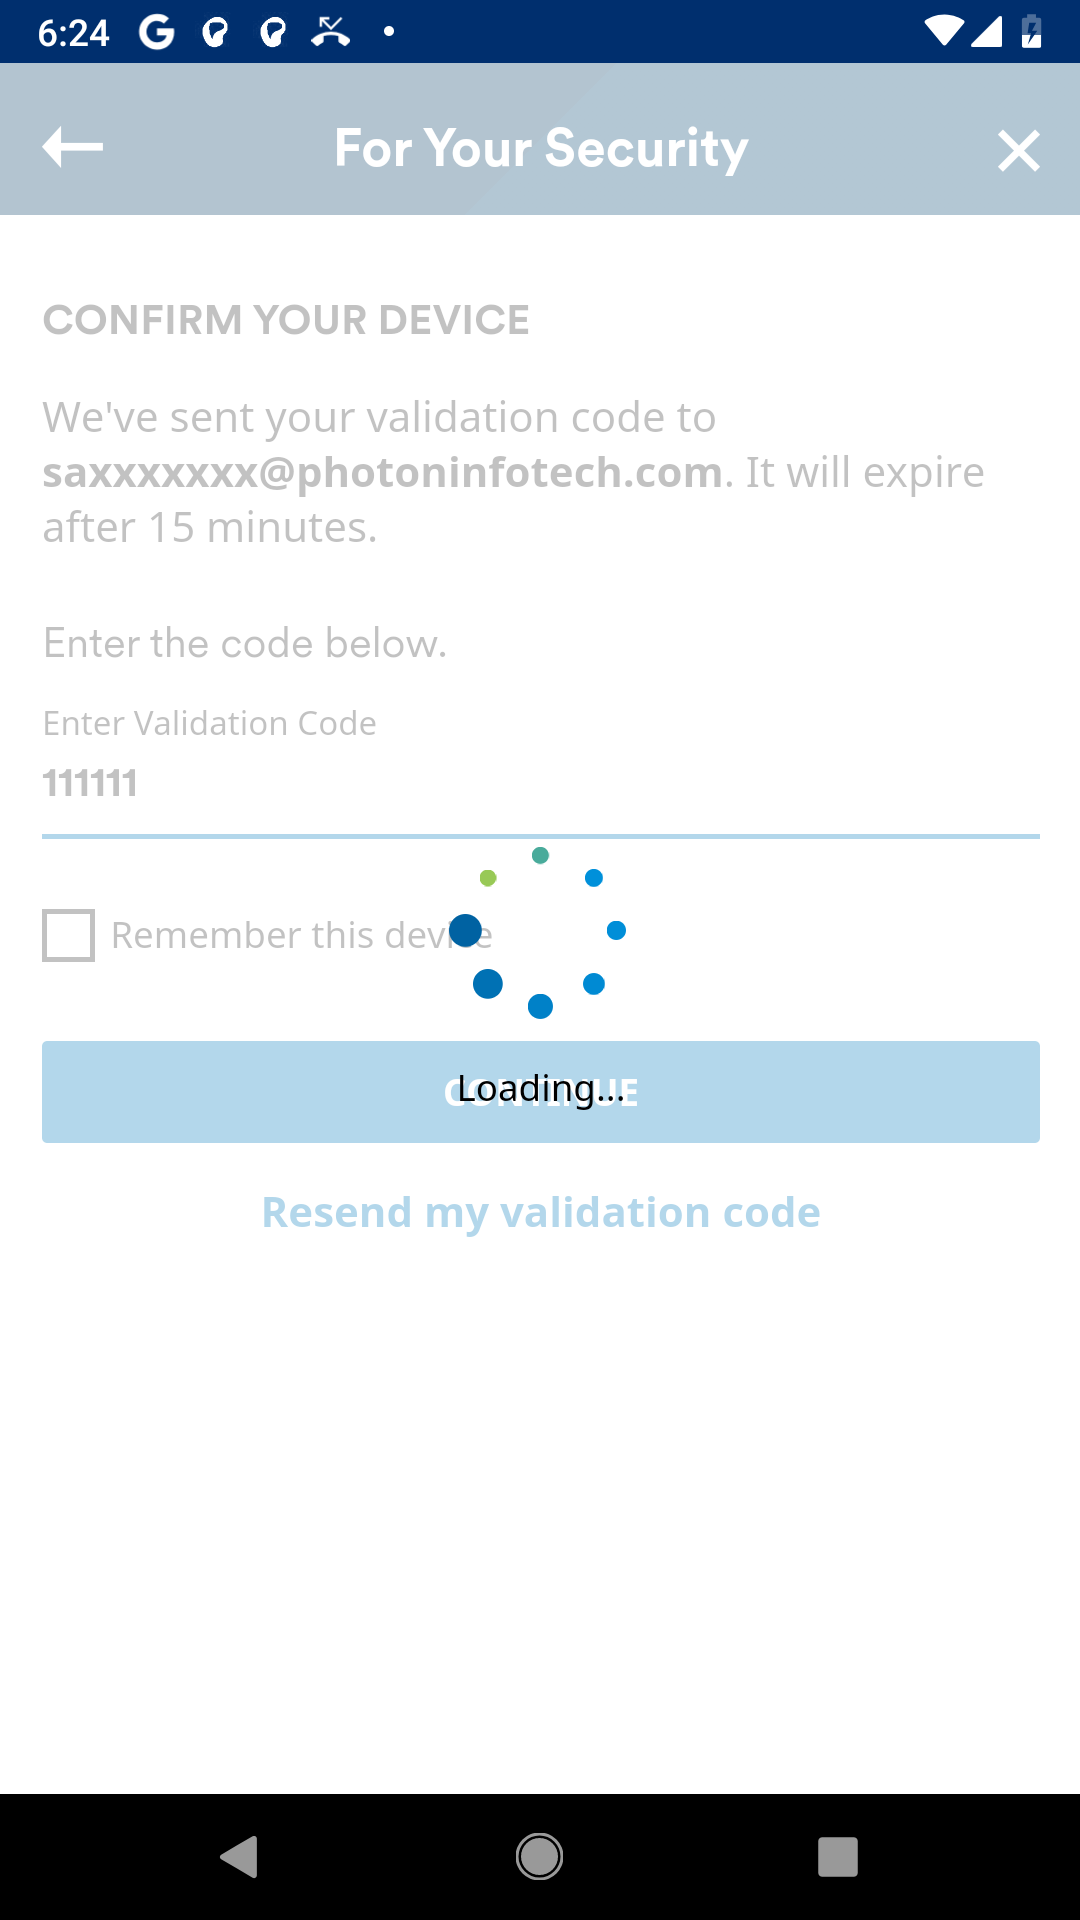 6:24
For Your Security
CONFIRM YOUR DEVICE
We've sent your validation code to
saxxxxxxx@photoninfotech.com. It will expire
after 15 minutes.
Enter the code below.
Enter Validation Code
111111
Remember this device
CONTINUE
Loading...
Resend my validation code